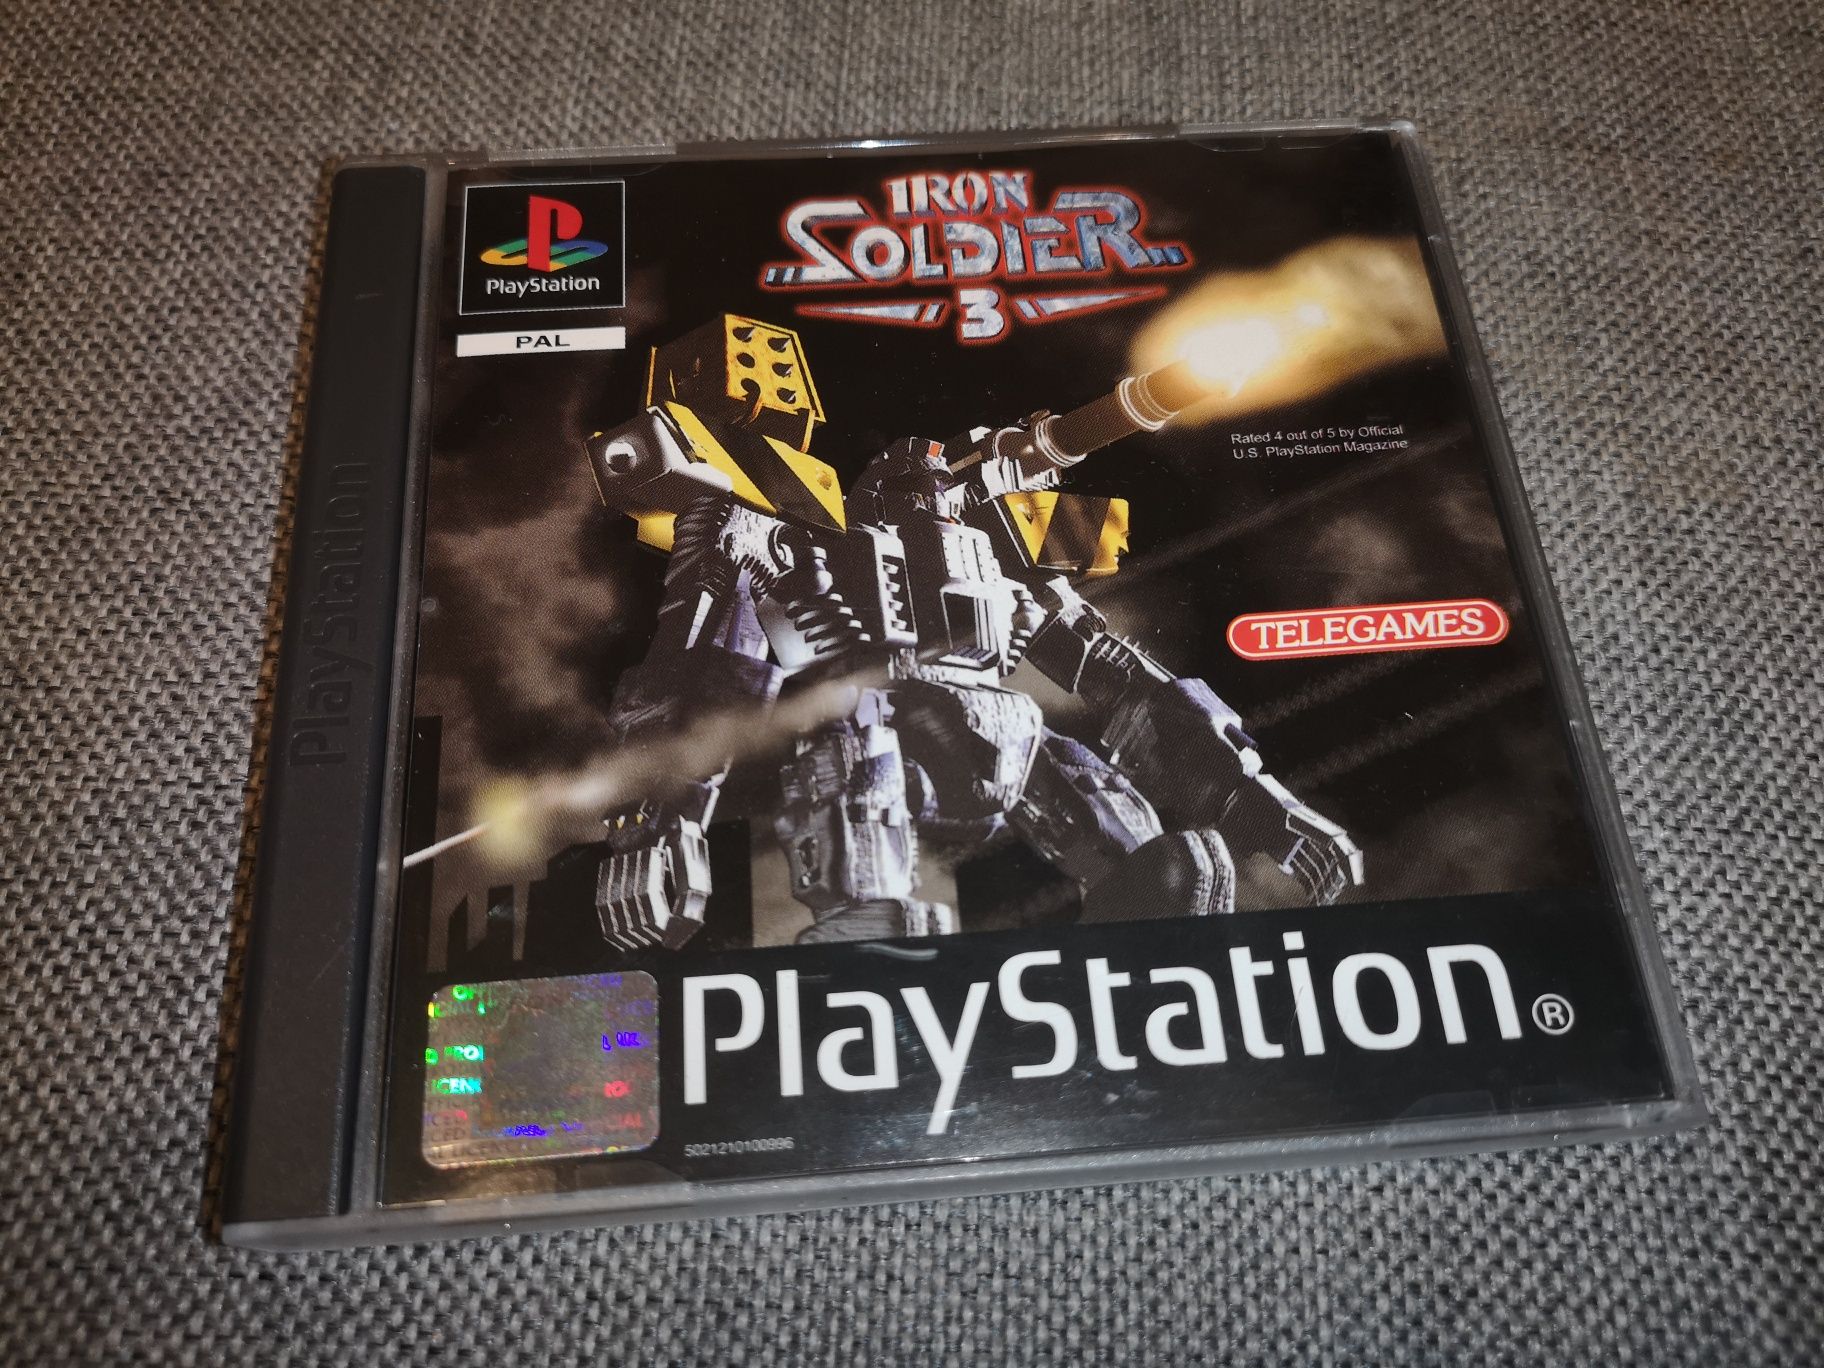 PlayStation
PAL
IRON
SOLDIER
3
Rated 4 out of 5 by Official
U.S. PlayStation Magazine
TELEGAMES
PlayStation
PlayStation®
5021210100996